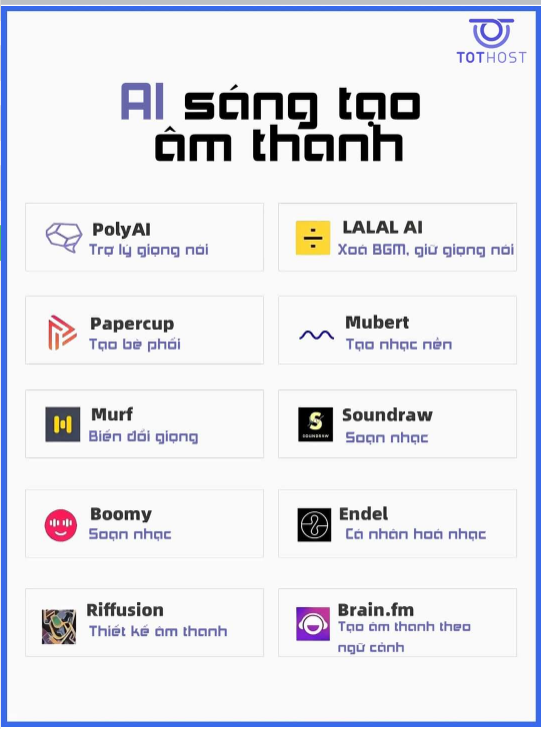 TOTHOST
AI sáng tạo
âm thanh
PolyAI
Trợ lý giọng nói
LALAL AI
Xoá BGM, giữ giọng nói
Papercup
Tạo bè phối
Mubert
Tạo nhạc nền
Murf
Biến đổi giọng
Soundraw
Soạn nhạc
SOUNDRAW
Boomy
Soạn nhạc
Endel
Cá nhân hoá nhạc
Riffusion
Thiết kế âm thanh
Brain.fm
Tạo âm thanh theo
ngữ cảnh